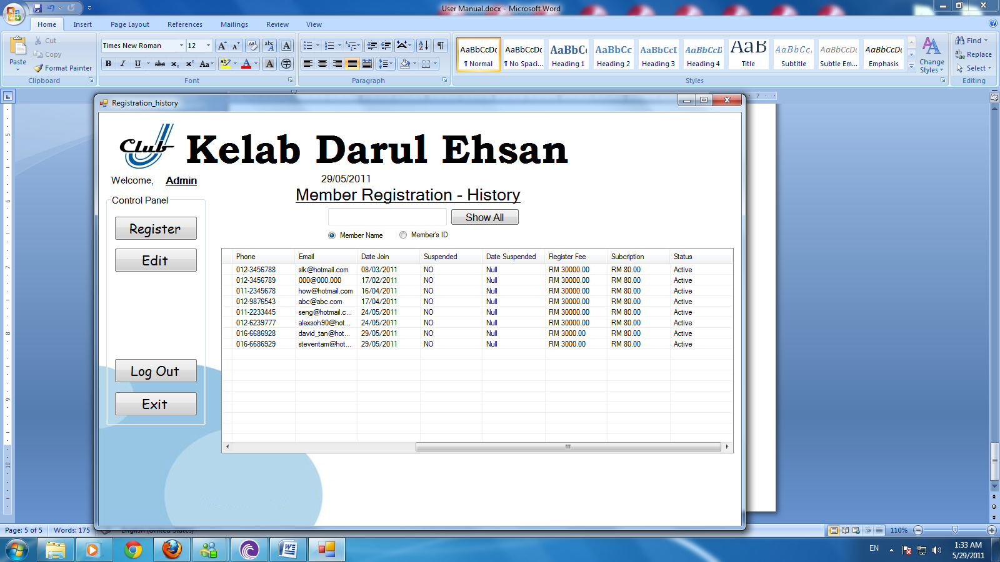 User Manual.docx - Microsoft Word
Home Insert Page Layout References Mailings Review View
Paste
Cut
Copy
Format Painter
Clipboard
Times New Roman 12
Font
Paragraph
AaBbCcDc AaBbCcDc AaBbC( AaBbCc AaBbCcI AaBbCcD AaB AaBbCc. AaBbCcDc AaBbCcDc
¶ Normal ¶ No Spaci... Heading 1 Heading 2 Heading 3 Heading 4 Title Subtitle Subtle Em... Emphasis
Change Styles
Styles
Find
Replace
Select
Editing
Registration_history
Club
Kelab Darul Ehsan
Welcome, Admin
29/05/2011
Member Registration - History
Control Panel
Register
Edit
Log Out
Exit
Show All
Member Name Member's ID
Phone Email Date Join Suspended Date Suspended Register Fee Subcription Status
012-3456788 slk@hotmail.com 08/03/2011 NO Null RM 30000.00 RM 80.00 Active
012-3456789 000@000.000 17/02/2011 NO Null RM 30000.00 RM 80.00 Active
011-2345678 how@hotmail.com 16/04/2011 NO Null RM 30000.00 RM 80.00 Active
012-9876543 abc@abc.com 17/04/2011 NO Null RM 30000.00 RM 80.00 Active
011-2233445 seng@hotmail.c... 24/05/2011 NO Null RM 30000.00 RM 80.00 Active
012-6239777 alexsoh90@hot... 24/05/2011 NO Null RM 30000.00 RM 80.00 Active
016-6686928 david_tan@hot... 29/05/2011 NO Null RM 3000.00 RM 80.00 Active
016-6686929 steventam@hot... 29/05/2011 NO Null RM 3000.00 RM 80.00 Active
Page: 5 of 5 Words: 175 English (United States) 110%
EN
1:33 AM
5/29/2011